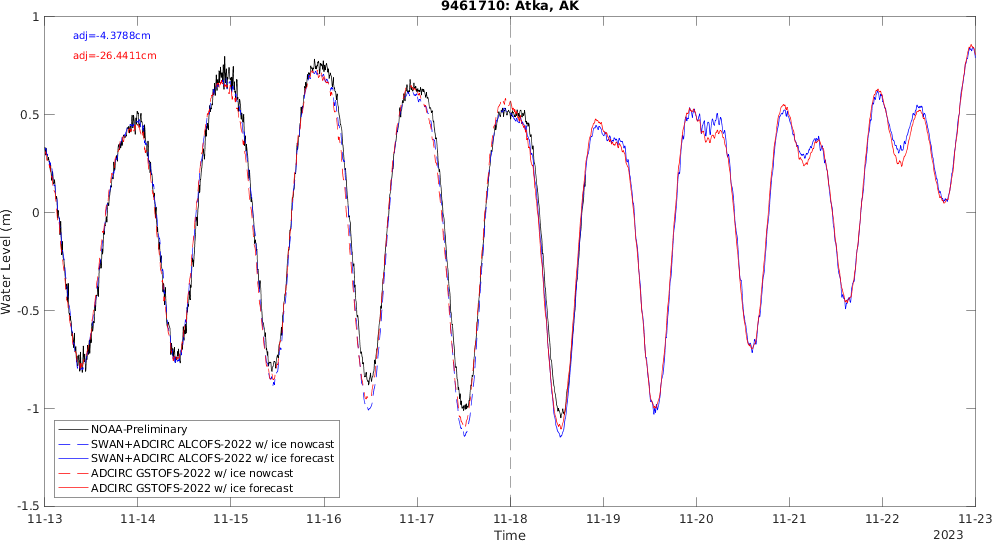 9461710: Atka, AK
adj=-4.3788cm
adj=-26.4411cm
Water Level (m)
1
0.5
0
-0.5
-1
-1.5
NOAA-Preliminary
SWAN+ADCIRC ALCOFS-2022 w/ ice nowcast
SWAN+ADCIRC ALCOFS-2022 w/ ice forecast
ADCIRC GSTOFS-2022 w/ ice nowcast
ADCIRC GSTOFS-2022 w/ ice forecast
11-13 11-14 11-15 11-16 11-17 11-18 11-19 11-20 11-21 11-22 11-23
Time
2023